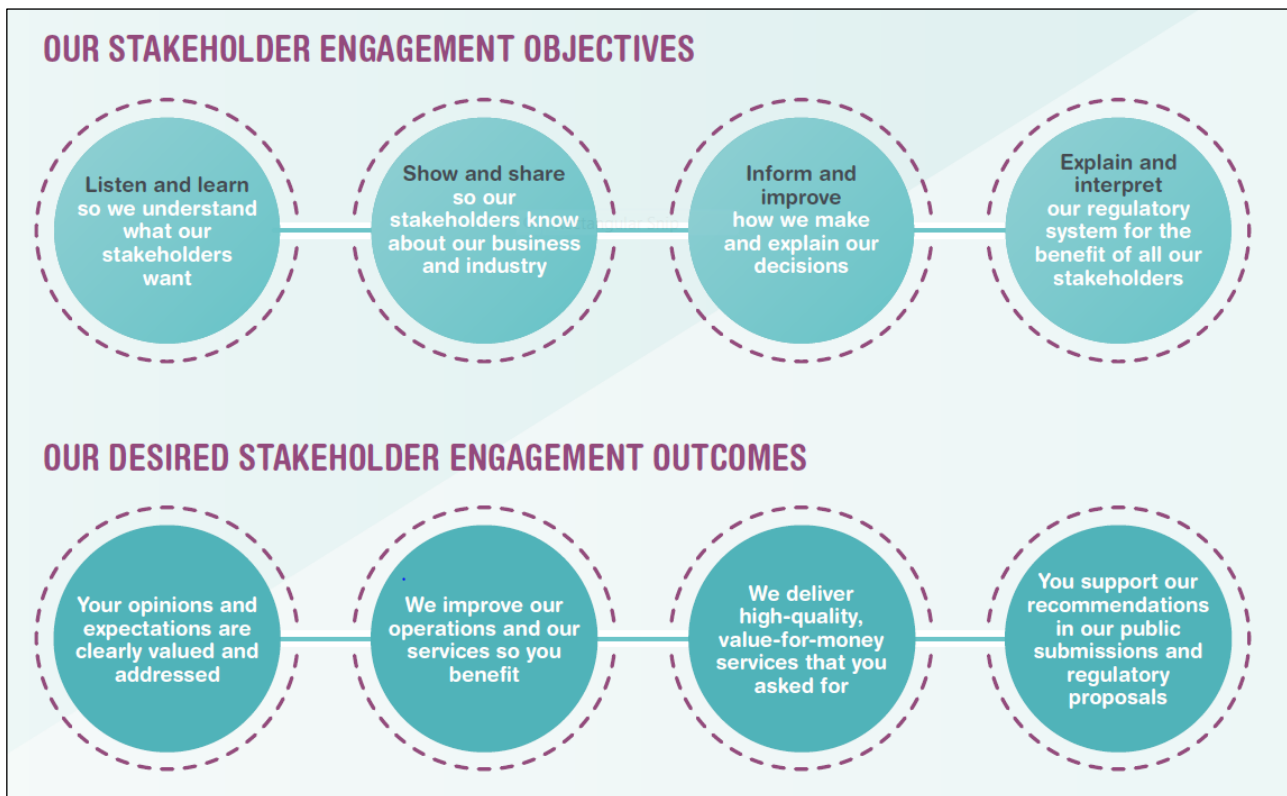 OUR STAKEHOLDER ENGAGEMENT OBJECTIVES
Listen and learn
so we understand
what our
stakeholders
want
Show and share
so our
stakeholders know
about our business
and industry
Inform and
improve
how we make
and explain our
decisions
Explain and
interpret
our regulatory
system for the
benefit of all our
stakeholders
OUR DESIRED STAKEHOLDER ENGAGEMENT OUTCOMES
Your opinions and
expectations are
clearly valued and
addressed
We improve our
operations and our
services so you
benefit
We deliver
high-quality,
value-for-money
services that you
asked for
You support our
recommendations
in our public
submissions and
regulatory
proposals